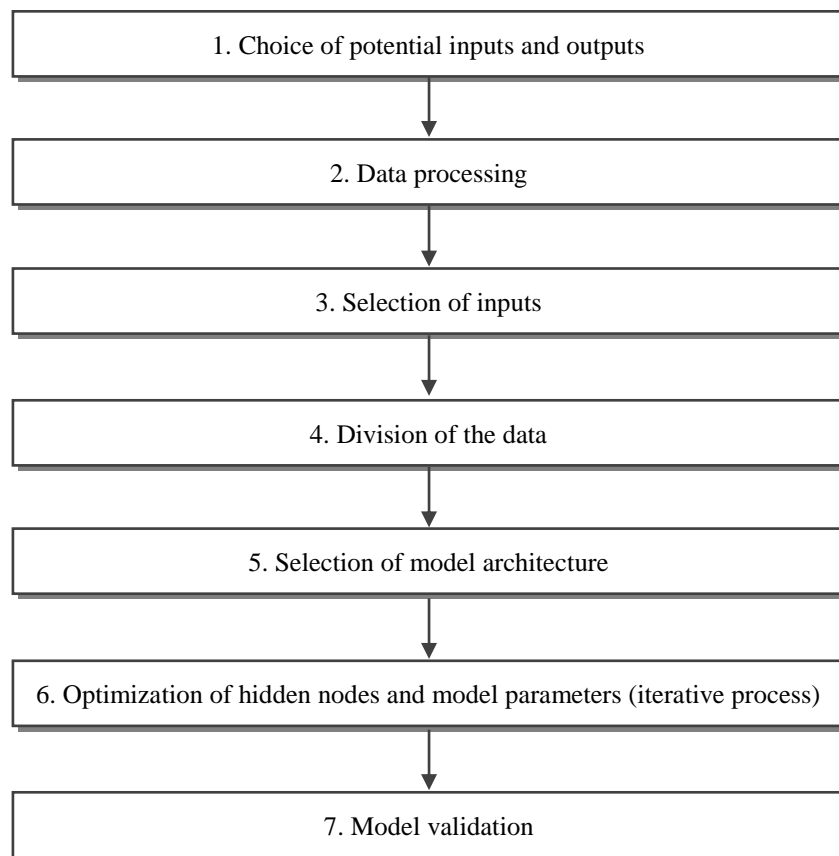 1. Choice of potential inputs and outputs
2. Data processing
3. Selection of inputs
4. Division of the data
5. Selection of model architecture
6. Optimization of hidden nodes and model parameters (iterative process)
7. Model validation